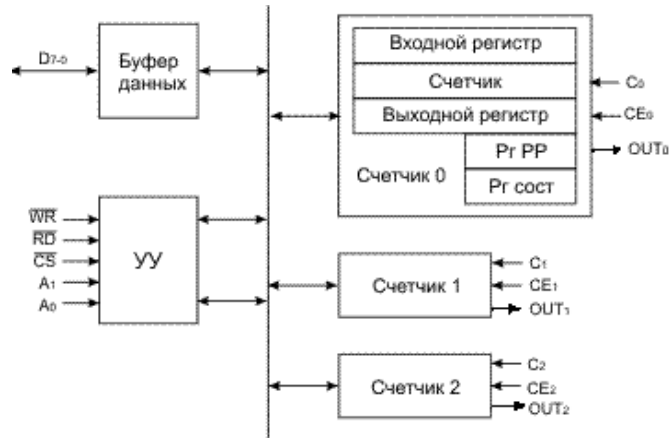 D7-0
Буфер
данных
Входной регистр
Счетчик
Выходной регистр
Рг РР
Счетчик 0
Рг сост
C0
CE0
OUT0
WR
RD
CS
A1
A0
УУ
Счетчик 1
C1
CE1
OUT1
Счетчик 2
C2
CE2
OUT2